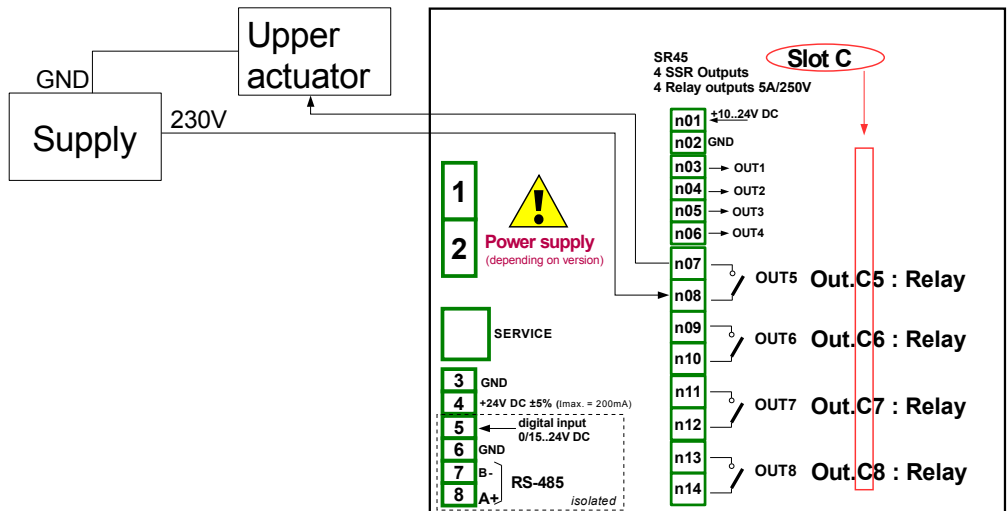 Upper
actuator
GND
Supply
230V
SR45
4 SSR Outputs
4 Relay outputs 5A/250V
Slot C
n01
+10..24V DC
n02
GND
n03
OUT1
n04
OUT2
n05
OUT3
n06
OUT4
1
2
!
Power supply
(depending on version)
n07
n08
OUT5
Out.C5 : Relay
SERVICE
n09
n10
OUT6
Out.C6 : Relay
3
GND
4
+24V DC ±5% (Imax. = 200mA)
5
digital input
0/15..24V DC
6
GND
7
B-
8
A+
RS-485
isolated
n11
n12
OUT7
Out.C7 : Relay
n13
n14
OUT8
Out.C8 : Relay